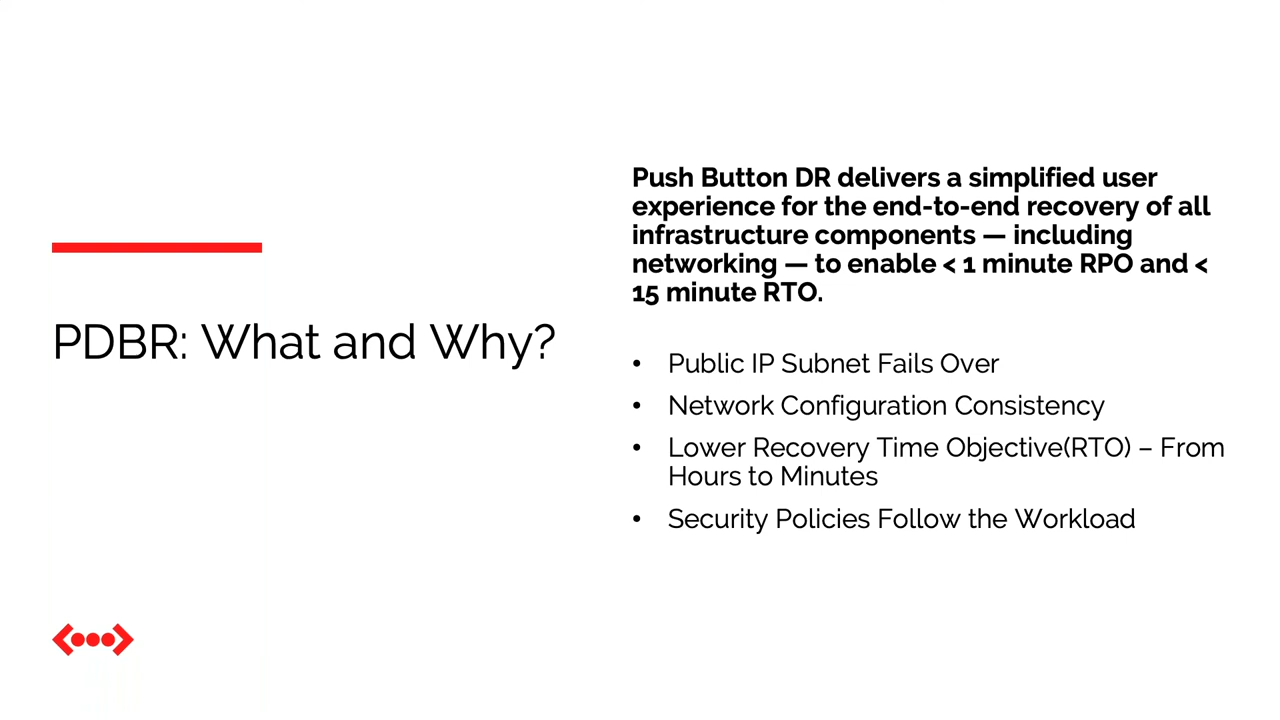 PDBR: What and Why?
Push Button DR delivers a simplified user
experience for the end-to-end recovery of all
infrastructure components — including
networking — to enable < 1 minute RPO and <
15 minute RTO.
• Public IP Subnet Fails Over
• Network Configuration Consistency
• Lower Recovery Time Objective(RTO) – From
Hours to Minutes
• Security Policies Follow the Workload